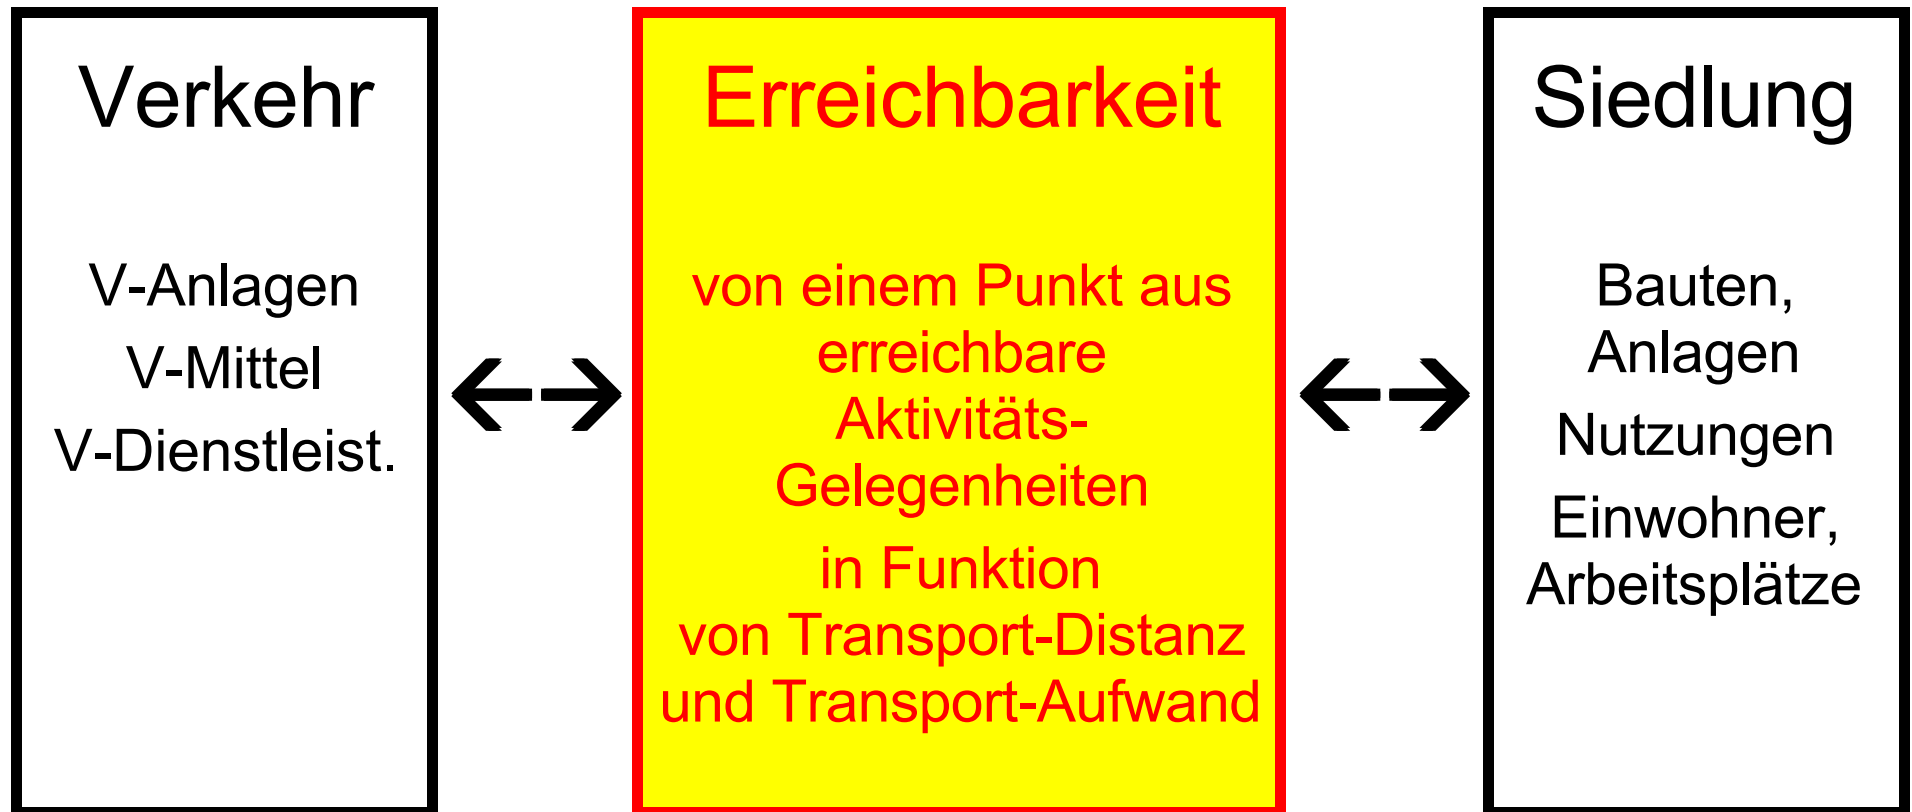 Verkehr
V-Anlagen
V-Mittel
V-Dienstleist.
Erreichbarkeit
von einem Punkt aus
erreichbare
Aktivitäts-
Gelegenheiten
in Funktion
von Transport-Distanz
und Transport-Aufwand
Siedlung
Bauten,
Anlagen
Nutzungen
Einwohner,
Arbeitsplätze